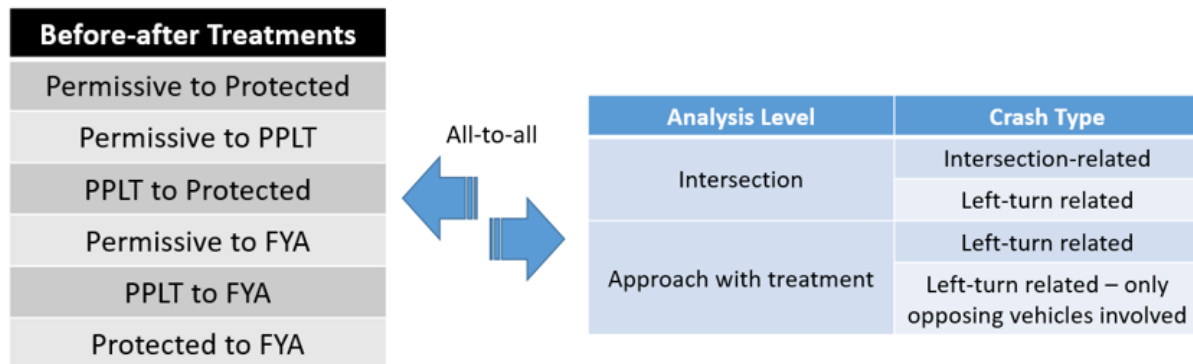 Before-after Treatments
Permissive to Protected
Permissive to PPLT
PPLT to Protected
Permissive to FYA
PPLT to FYA
Protected to FYA
All-to-all
Analysis Level
Crash Type
Intersection
Intersection-related
Left-turn related
Approach with treatment
Left-turn related
Left-turn related – only
opposing vehicles involved